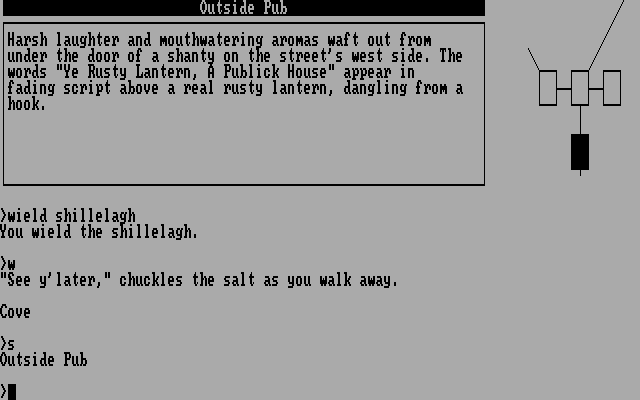 Outside Pub
Harsh laughter and mouthwatering aromas waft out from
under the door of a shanty on the street's west side. The
words "Ye Rusty Lantern, A Publick House" appear in
fading script above a real rusty lantern, dangling from a
hook.
>wield shillelagh
You wield the shillelagh.
>w
"See y'later," chuckles the salt as you walk away.
Cove
>s
Outside Pub
>